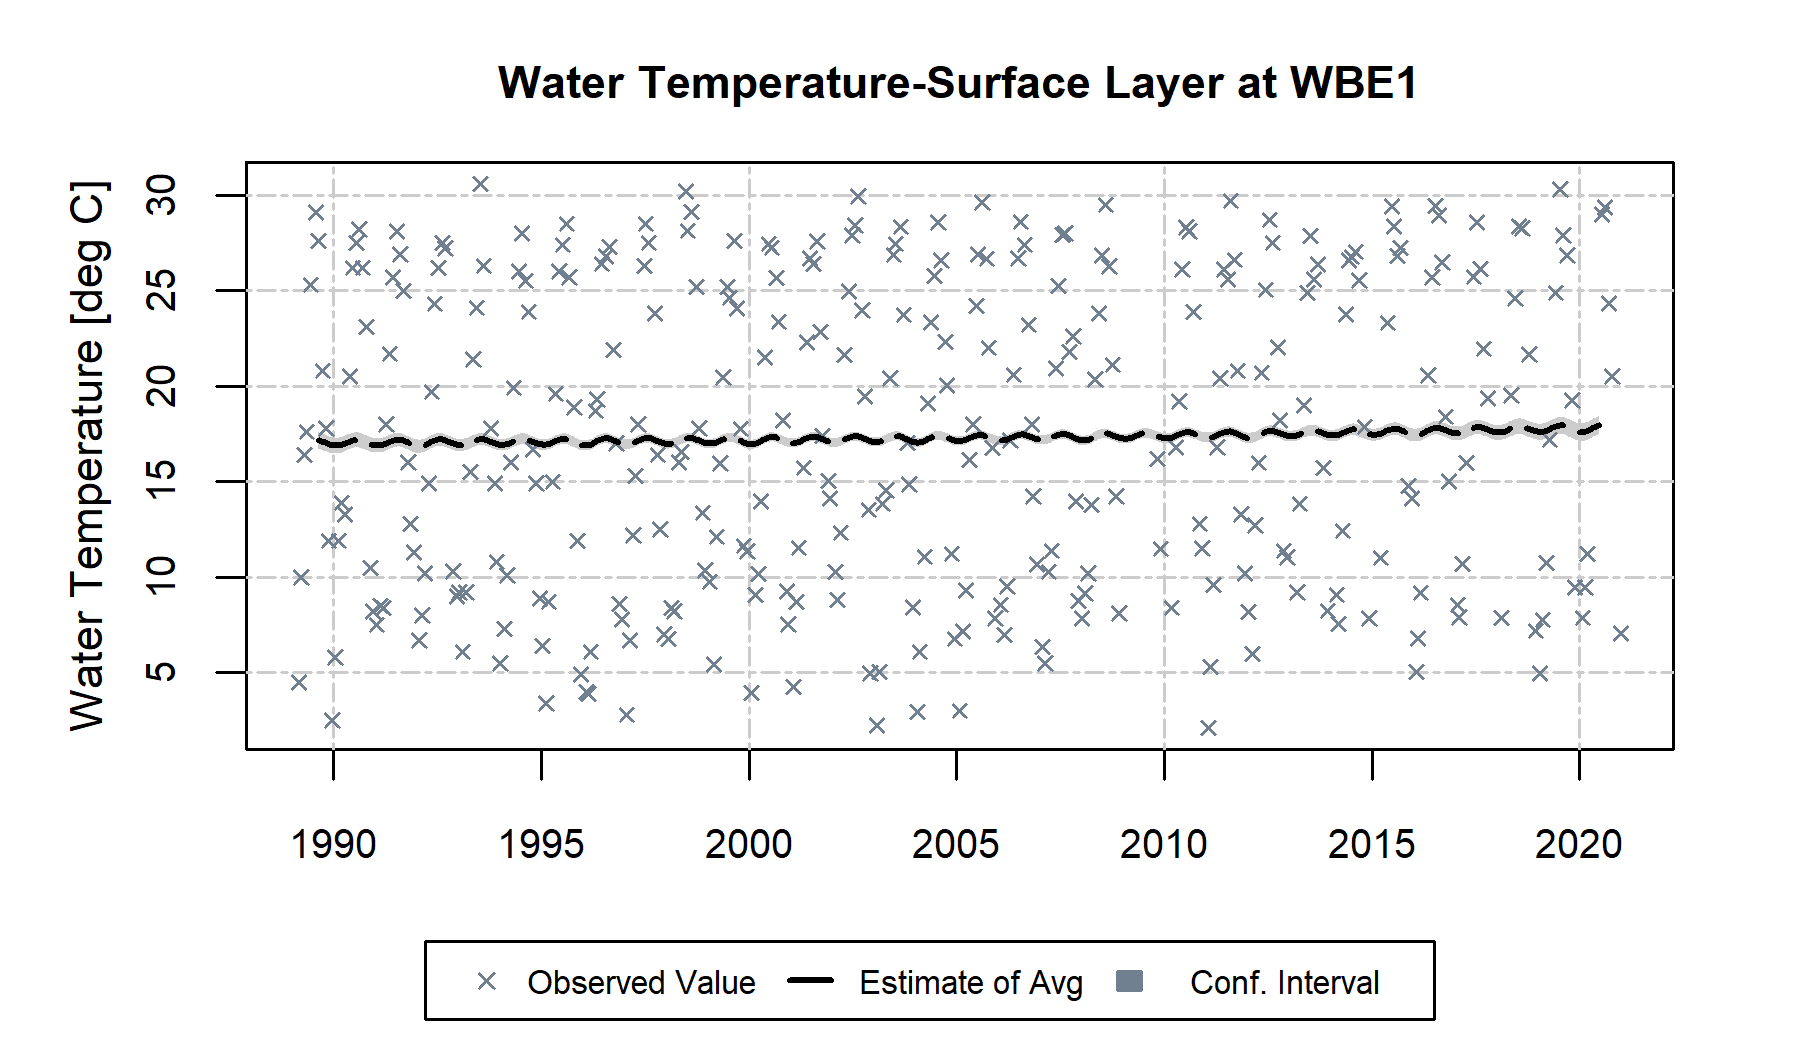 Water Temperature-Surface Layer at WBE1
Water Temperature [deg C]
30
25
20
15
10
5
1990 1995 2000 2005 2010 2015 2020
Observed Value Estimate of Avg Conf. Interval